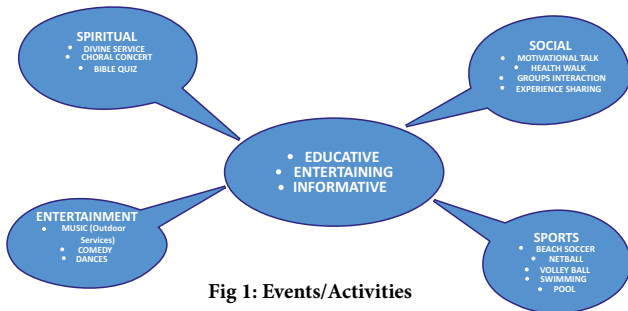 SPIRITUAL
• DIVINE SERVICE
• CHORAL CONCERT
• BIBLE QUIZ
SOCIAL
• MOTIVATIONAL TALK
• HEALTH WALK
• GROUPS INTERACTION
• EXPERIENCE SHARING
• EDUCATIVE
• ENTERTAINING
• INFORMATIVE
ENTERTAINMENT
• MUSIC (Outdoor
Services)
• COMEDY
• DANCES
SPORTS
• BEACH SOCCER
• NETBALL
• VOLLEY BALL
• SWIMMING
• POOL
Fig 1: Events/Activities